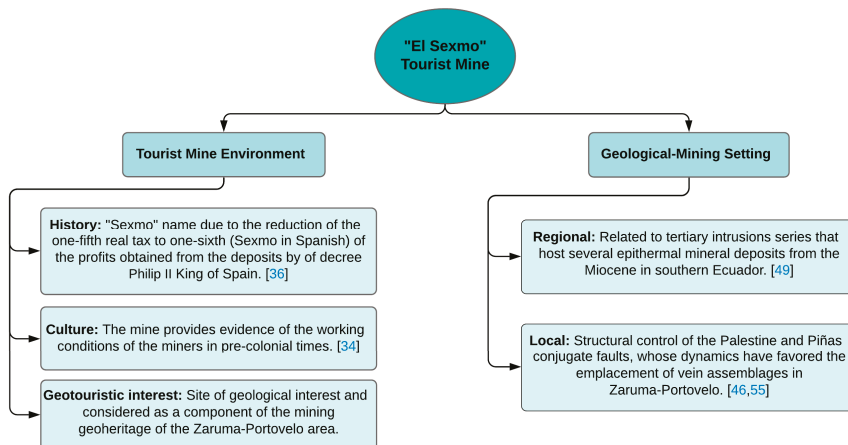 "El Sexmo"
Tourist Mine
Tourist Mine Environment
Geological-Mining Setting
History: "Sexmo" name due to the reduction of the
one-fifth real tax to one-sixth (Sexmo in Spanish) of
the profits obtained from the deposits by of decree
Philip II King of Spain. [36]
Culture: The mine provides evidence of the working
conditions of the miners in pre-colonial times. [34]
Geotouristic interest: Site of geological interest and
considered as a component of the mining
geoheritage of the Zaruma-Portovelo area.
Regional: Related to tertiary intrusions series that
host several epithermal mineral deposits from the
Miocene in southern Ecuador. [49]
Local: Structural control of the Palestine and Piñas
conjugate faults, whose dynamics have favored the
emplacement of vein assemblages in
Zaruma-Portovelo. [46,55]